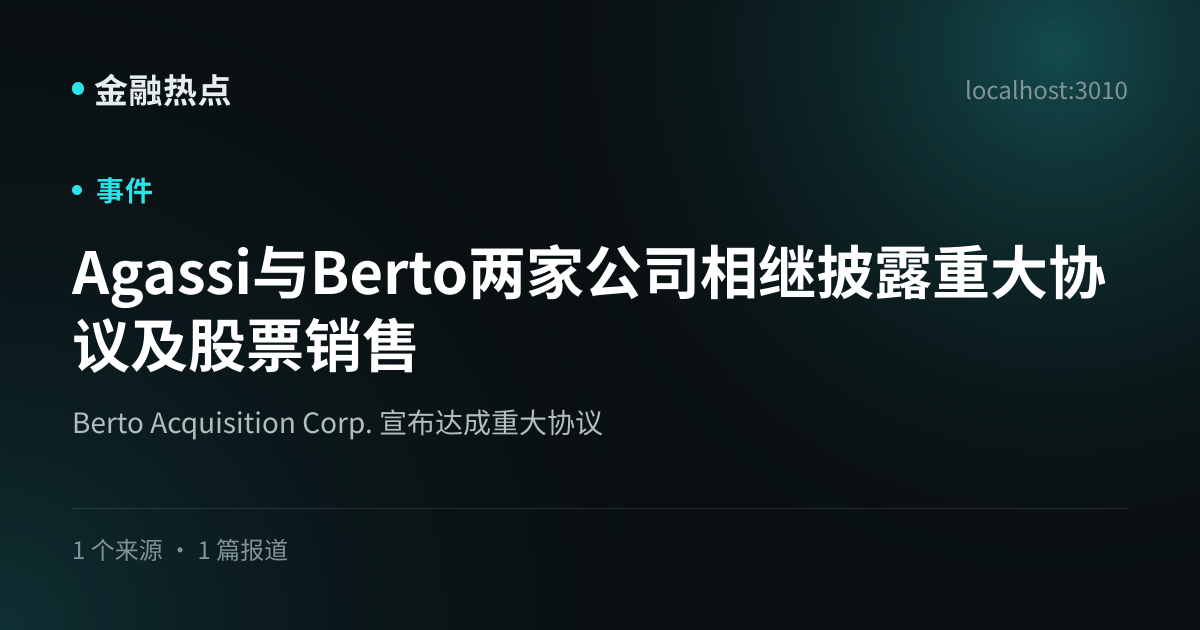 金融热点
localhost:3010
事件
Agassi与Berto两家公司相继披露重大协
议及股票销售
Berto Acquisition Corp. 宣布达成重大协议
1 个来源 · 1 篇报道